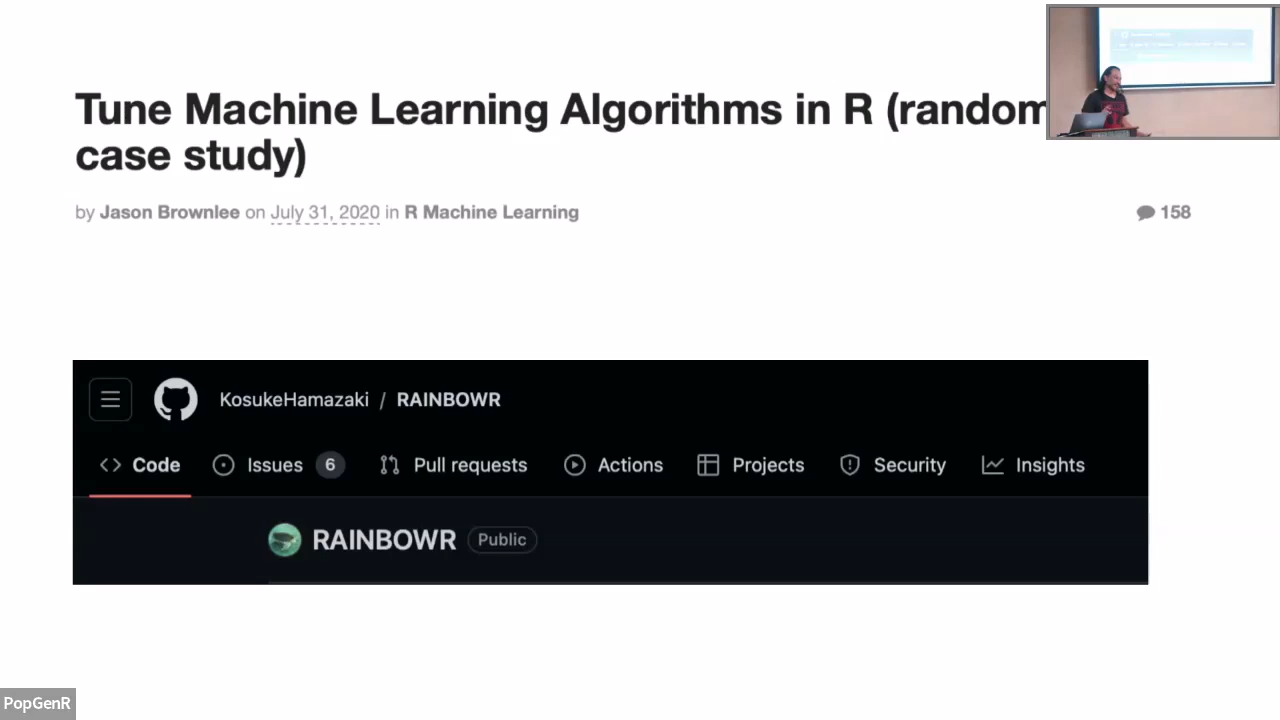 Tune Machine Learning Algorithms in R (random
case study)
by Jason Brownlee on July 31, 2020 in R Machine Learning
158
KosukeHamazaki / RAINBOWR
Code Issues 6 Pull requests Actions Projects Security Insights
RAINBOWR Public
PopGenR